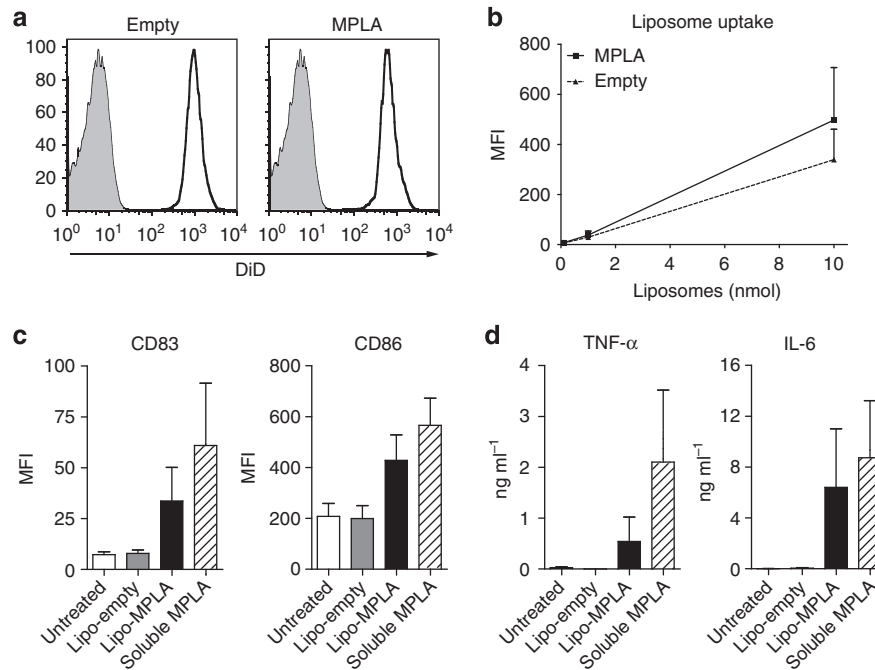 a
Empty
MPLA
100
80
60
40
20
0
10⁰ 10¹ 10² 10³ 10⁴
10⁰ 10¹ 10² 10³ 10⁴
DiD
b
Liposome uptake
MPLA
Empty
MFI
800
600
400
200
0
0 2 4 6 8 10
Liposomes (nmol)
c
CD83
MFI
100
75
50
25
0
Untreated
Lipo-empty
Lipo-MPLA
Soluble MPLA
CD86
MFI
800
600
400
200
0
Untreated
Lipo-empty
Lipo-MPLA
Soluble MPLA
d
TNF-α
ng ml⁻¹
4
3
2
1
0
Untreated
Lipo-empty
Lipo-MPLA
Soluble MPLA
IL-6
ng ml⁻¹
16
12
8
4
0
Untreated
Lipo-empty
Lipo-MPLA
Soluble MPLA